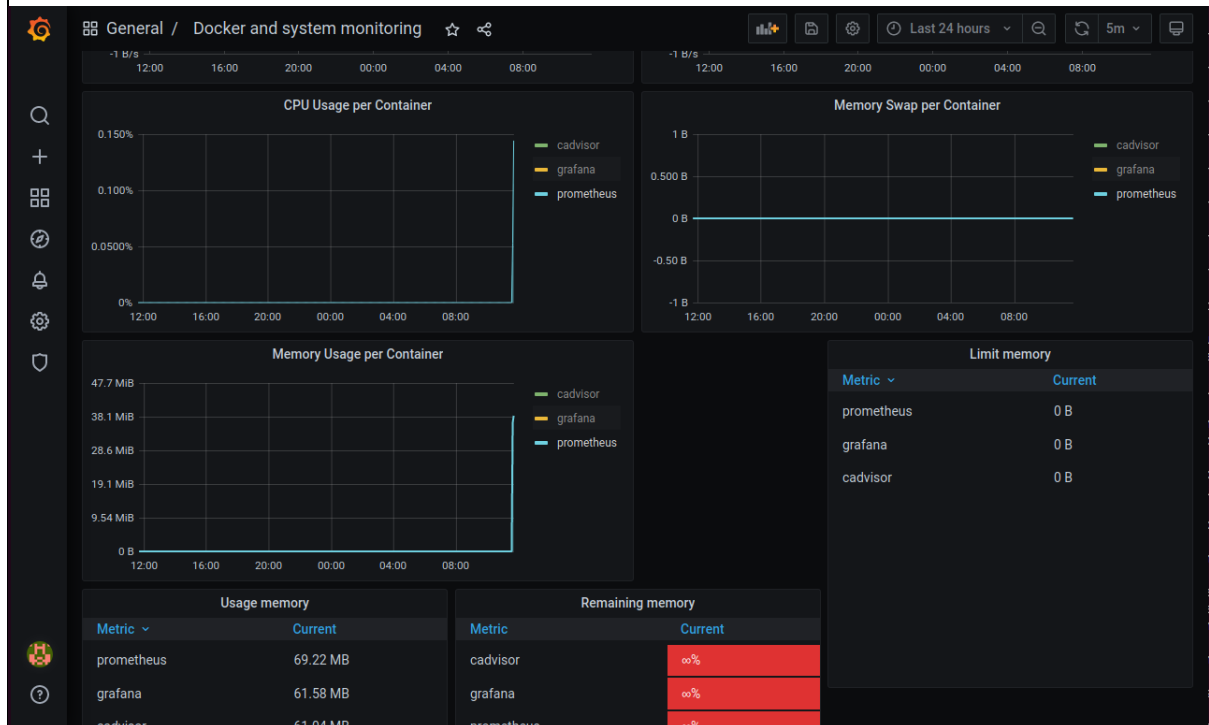 General / Docker and system monitoring
Last 24 hours
5m
-1 B/s
12:00 16:00 20:00 00:00 04:00 08:00
-1 B/s
12:00 16:00 20:00 00:00 04:00 08:00
CPU Usage per Container
0.150%
0.100%
0.0500%
0%
12:00 16:00 20:00 00:00 04:00 08:00
cadvisor
grafana
prometheus
Memory Swap per Container
1 B
0.500 B
0 B
-0.50 B
-1 B
12:00 16:00 20:00 00:00 04:00 08:00
cadvisor
grafana
prometheus
Memory Usage per Container
47.7 MiB
38.1 MiB
28.6 MiB
19.1 MiB
9.54 MiB
0 B
12:00 16:00 20:00 00:00 04:00 08:00
cadvisor
grafana
prometheus
Limit memory
Metric Current
prometheus 0 B
grafana 0 B
cadvisor 0 B
Usage memory
Metric Current
prometheus 69.22 MB
grafana 61.58 MB
cadvisor 61.04 MB
Remaining memory
Metric Current
cadvisor ∞%
grafana ∞%
prometheus ∞%